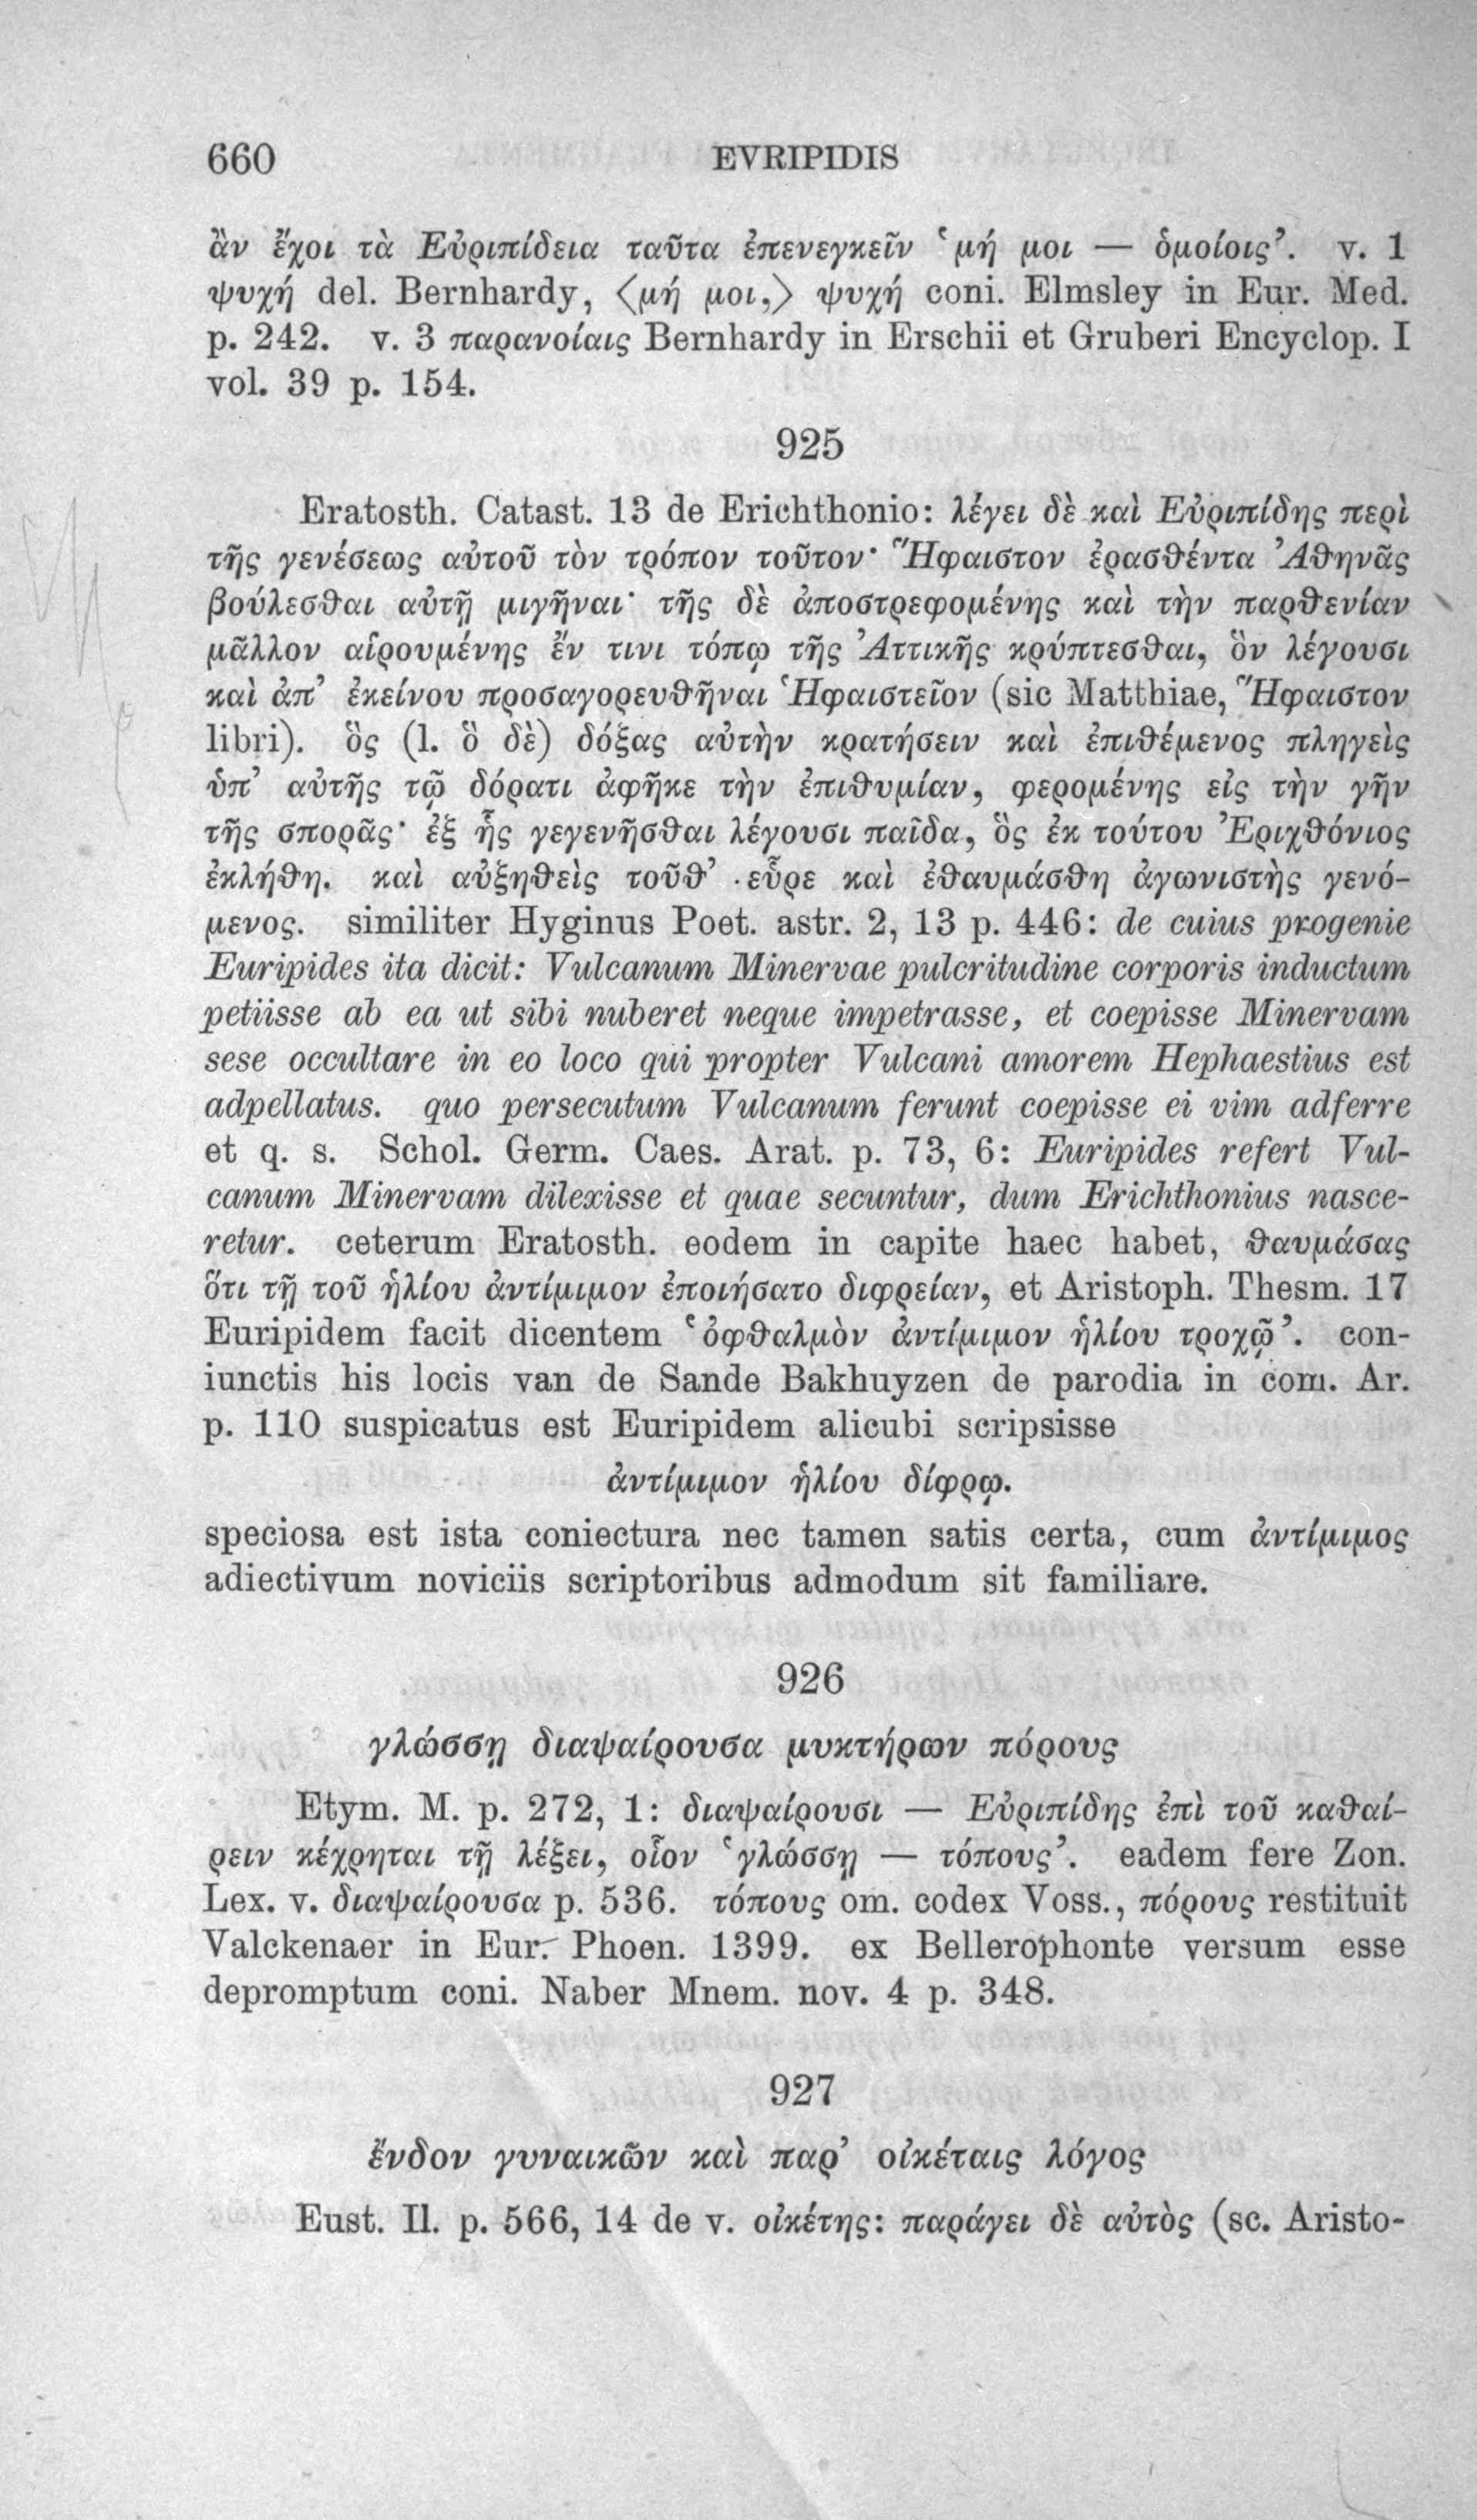 660 EVRIPIDIS
ἂν ἔχοι τὰ Εὐριπίδεια ταῦτα ἐπενεγκεῖν ‘μή μοι — ὁμοίοις’. v. 1
ψυχή del. Bernhardy, 〈μή μοι,〉 ψυχή coni. Elmsley in Eur. Med.
p. 242. v. 3 παρανοίαις Bernhardy in Erschii et Gruberi Encyclop. I
vol. 39 p. 154.
925
Eratosth. Catast. 13 de Erichthonio: λέγει δὲ καὶ Εὐριπίδης περὶ
τῆς γενέσεως αὐτοῦ τὸν τρόπον τοῦτον· Ἥφαιστον ἐρασθέντα Ἀθηνᾶς
βούλεσθαι αὐτῇ μιγῆναι· τῆς δὲ ἀποστρεφομένης καὶ τὴν παρθενίαν
μᾶλλον αἱρουμένης ἔν τινι τόπῳ τῆς Ἀττικῆς κρύπτεσθαι, ὃν λέγουσι
καὶ ἀπ’ ἐκείνου προσαγορευθῆναι Ἡφαιστεῖον (sic Matthiae, Ἥφαιστον
libri). ὃς (l. ὃ δὲ) δόξας αὐτὴν κρατήσειν καὶ ἐπιθέμενος πληγεὶς
ὑπ’ αὐτῆς τῷ δόρατι ἀφῆκε τὴν ἐπιθυμίαν, φερομένης εἰς τὴν γῆν
τῆς σπορᾶς· ἐξ ἧς γεγενῆσθαι λέγουσι παῖδα, ὃς ἐκ τούτου Ἐριχθόνιος
ἐκλήθη. καὶ αὐξηθεὶς τοῦθ’ εὗρε καὶ ἐθαυμάσθη ἀγωνιστὴς γενό-
μενος. similiter Hyginus Poet. astr. 2, 13 p. 446: de cuius progenie
Euripides ita dicit: Vulcanum Minervae pulcritudine corporis inductum
petiisse ab ea ut sibi nuberet neque impetrasse, et coepisse Minervam
sese occultare in eo loco qui propter Vulcani amorem Hephaestius est
adpellatus. quo persecutum Vulcanum ferunt coepisse ei vim adferre
et q. s. Schol. Germ. Caes. Arat. p. 73, 6: Euripides refert Vul-
canum Minervam dilexisse et quae secuntur, dum Erichthonius nasce-
retur. ceterum Eratosth. eodem in capite haec habet, θαυμάσας
ὅτι τῇ τοῦ ἡλίου ἀντίμιμον ἐποιήσατο διφρείαν, et Aristoph. Thesm. 17
Euripidem facit dicentem ‘ὀφθαλμὸν ἀντίμιμον ἡλίου τροχῷ’. con-
iunctis his locis van de Sande Bakhuyzen de parodia in com. Ar.
p. 110 suspicatus est Euripidem alicubi scripsisse
ἀντίμιμον ἡλίου δίφρῳ.
speciosa est ista coniectura nec tamen satis certa, cum ἀντίμιμος
adiectivum noviciis scriptoribus admodum sit familiare.
926
γλώσσῃ διαψαίρουσα μυκτήρων πόρους
Etym. M. p. 272, 1: διαψαίρουσι — Εὐριπίδης ἐπὶ τοῦ καθαί-
ρειν κέχρηται τῇ λέξει, οἷον ‘γλώσσῃ — τόπους’. eadem fere Zon.
Lex. v. διαψαίρουσα p. 536. τόπους om. codex Voss., πόρους restituit
Valckenaer in Eur. Phoen. 1399. ex Bellerophonte versum esse
depromptum coni. Naber Mnem. nov. 4 p. 348.
927
ἔνδον γυναικῶν καὶ παρ’ οἰκέταις λόγος
Eust. Il. p. 566, 14 de v. οἰκέτης: παράγει δὲ αὐτὸς (sc. Aristo-